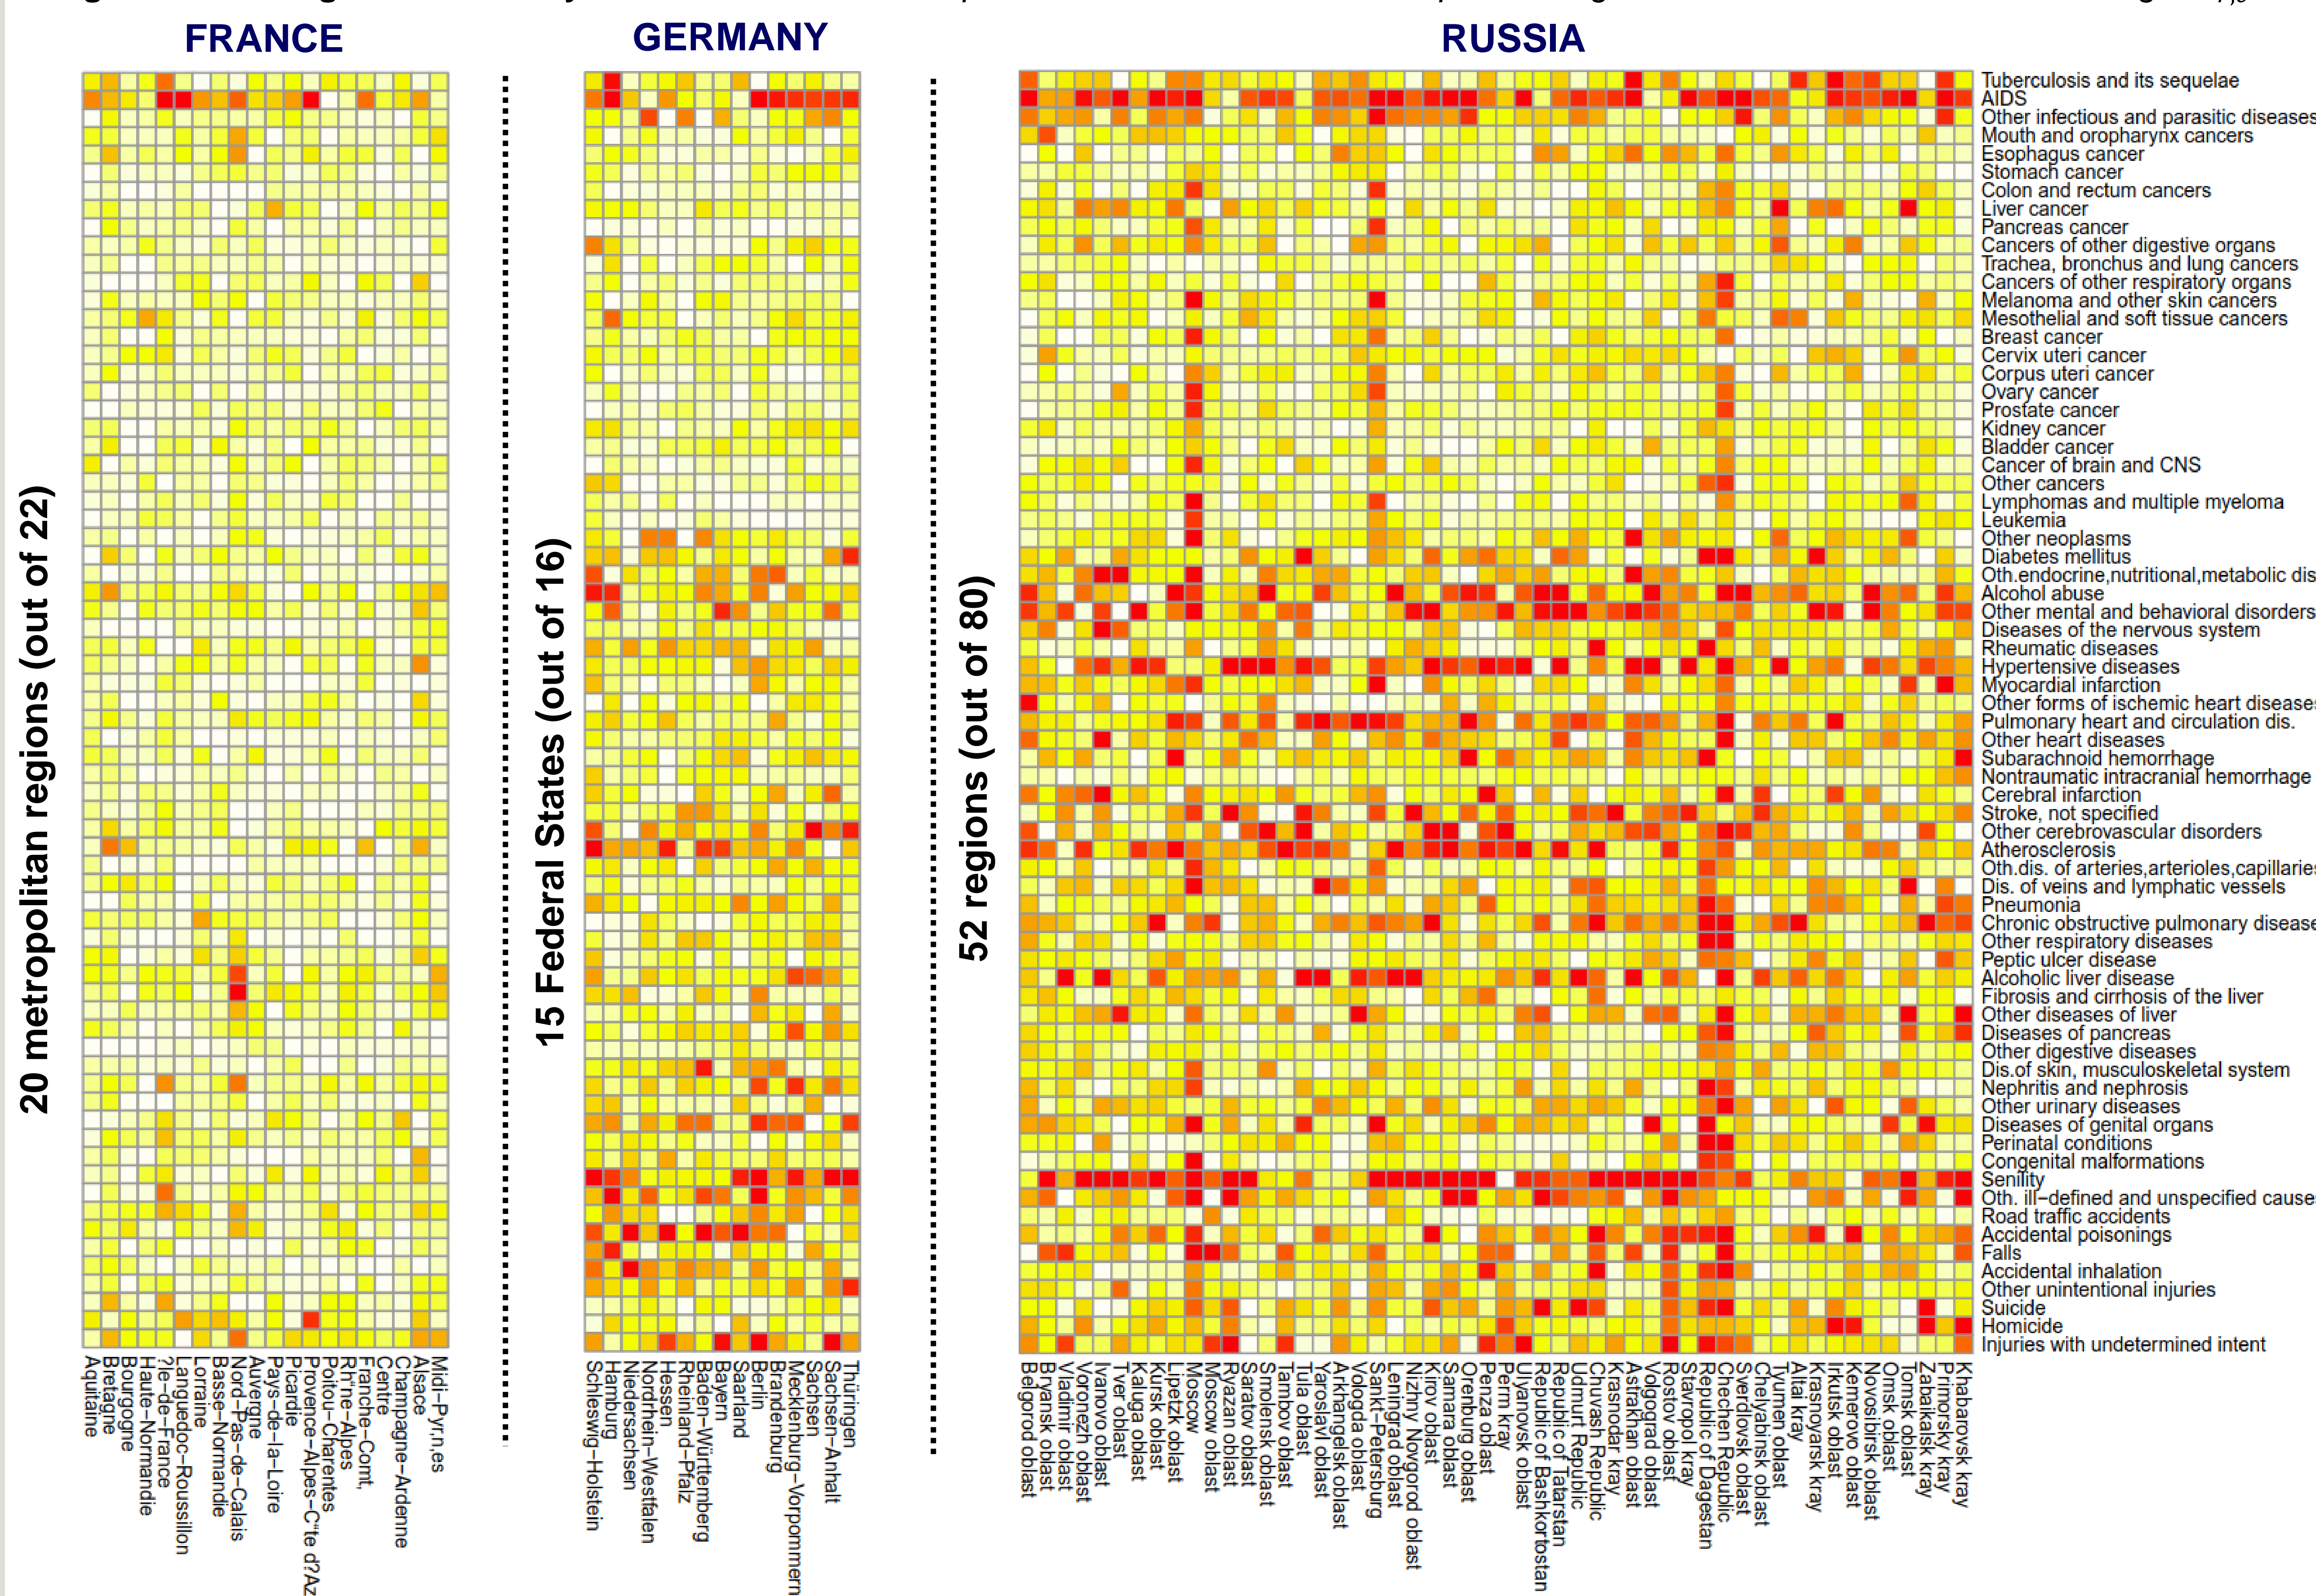 FRANCE
GERMANY
RUSSIA
20 metropolitan regions (out of 22)
15 Federal States (out of 16)
52 regions (out of 80)
Tuberculosis and its sequelae
AIDS
Other infectious and parasitic diseases
Mouth and oropharynx cancers
Esophagus cancer
Stomach cancer
Colon and rectum cancers
Liver cancer
Pancreas cancer
Cancers of other digestive organs
Trachea, bronchus and lung cancers
Cancers of other respiratory organs
Melanoma and other skin cancers
Mesothelial and soft tissue cancers
Breast cancer
Cervix uteri cancer
Corpus uteri cancer
Ovary cancer
Prostate cancer
Kidney cancer
Bladder cancer
Cancer of brain and CNS
Other cancers
Lymphomas and multiple myeloma
Leukemia
Other neoplasms
Diabetes mellitus
Oth.endocrine,nutritional,metabolic dis
Alcohol abuse
Other mental and behavioral disorders
Diseases of the nervous system
Rheumatic diseases
Hypertensive diseases
Myocardial infarction
Other forms of ischemic heart diseases
Pulmonary heart and circulation dis.
Other heart diseases
Subarachnoid hemorrhage
Nontraumatic intracranial hemorrhage
Cerebral infarction
Stroke, not specified
Other cerebrovascular disorders
Atherosclerosis
Oth.dis. of arteries,arterioles,capillaries
Dis. of veins and lymphatic vessels
Pneumonia
Chronic obstructive pulmonary disease
Other respiratory diseases
Peptic ulcer disease
Alcoholic liver disease
Fibrosis and cirrhosis of the liver
Other diseases of liver
Diseases of pancreas
Other digestive diseases
Dis.of skin, musculoskeletal system
Nephritis and nephrosis
Other urinary diseases
Diseases of genital organs
Perinatal conditions
Congenital malformations
Senility
Oth. ill−defined and unspecified cause
Road traffic accidents
Accidental poisonings
Falls
Accidental inhalation
Other unintentional injuries
Suicide
Homicide
Injuries with undetermined intent
Aquitaine
Bretagne
Bourgogne
Haute−Normandie
?le−de−France
Languedoc−Roussillon
Lorraine
Basse−Normandie
Nord−Pas−de−Calais
Auvergne
Pays−de−la−Loire
Picardie
Provence−Alpes−C"te d?Az
Poitou−Charentes
Rh"ne−Alpes
Franche−Comt,
Centre
Champagne−Ardenne
Alsace
Midi−Pyr,n,es
Schleswig−Holstein
Hamburg
Niedersachsen
Nordrhein−Westfalen
Hessen
Rheinland−Pfalz
Baden−Württemberg
Bayern
Saarland
Berlin
Brandenburg
Mecklenburg−Vorpommern
Sachsen
Sachsen−Anhalt
Thüringen
Belgorod oblast
Bryansk oblast
Vladimir oblast
Voronezh oblast
Ivanovo oblast
Tver oblast
Kaluga oblast
Kursk oblast
Lipetzk oblast
Moscow
Moscow oblast
Ryazan oblast
Saratov oblast
Smolensk oblast
Tambov oblast
Tula oblast
Yaroslavl oblast
Arkhangelsk oblast
Vologda oblast
Sankt−Petersburg
Leningrad oblast
Nizhny Novgorod oblast
Kirov oblast
Samara oblast
Orenburg oblast
Penza oblast
Perm kray
Ulyanovsk oblast
Republic of Bashkortostan
Republic of Tatarstan
Udmurt Republic
Chuvash Republic
Krasnodar kray
Astrakhan oblast
Volgograd oblast
Rostov oblast
Stavropol kray
Republic of Dagestan
Chechen Republic
Sverdlovsk oblast
Chelyabinsk oblast
Tyumen oblast
Altai kray
Krasnoyarsk kray
Irkutsk oblast
Kemerovo oblast
Novosibirsk oblast
Omsk oblast
Tomsk oblast
Zabaikalsk kray
Primorsky kray
Khabarovsk kray